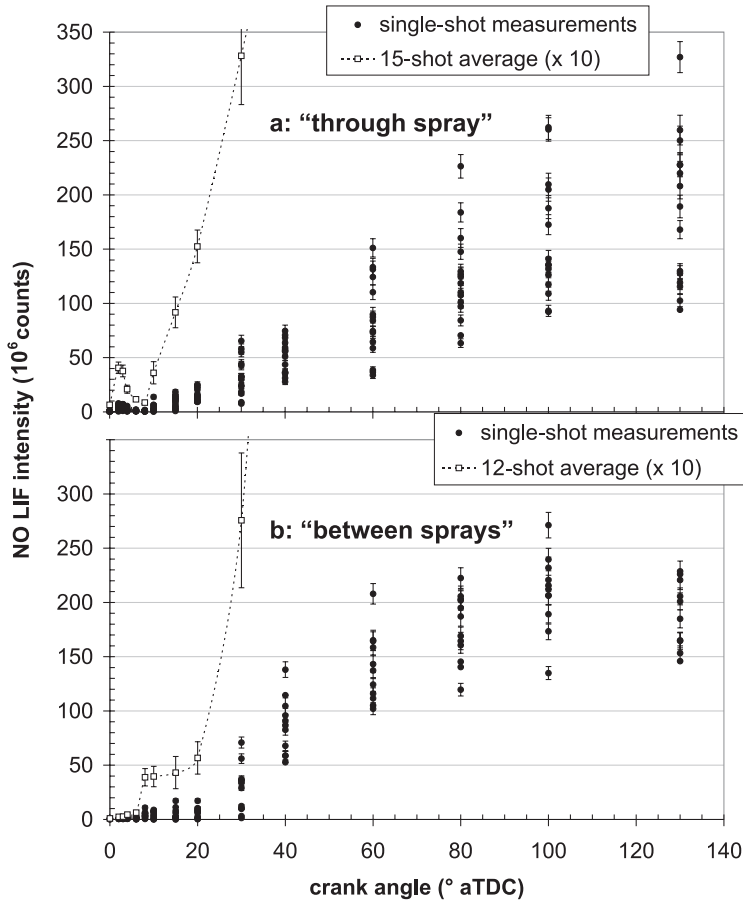 single-shot measurements
15-shot average (x 10)
a: “through spray”
350
300
250
200
150
100
50
0
single-shot measurements
12-shot average (x 10)
b: “between sprays”
300
250
200
150
100
50
0
0 20 40 60 80 100 120 140
crank angle (° aTDC)
NO LIF intensity (10⁶ counts)